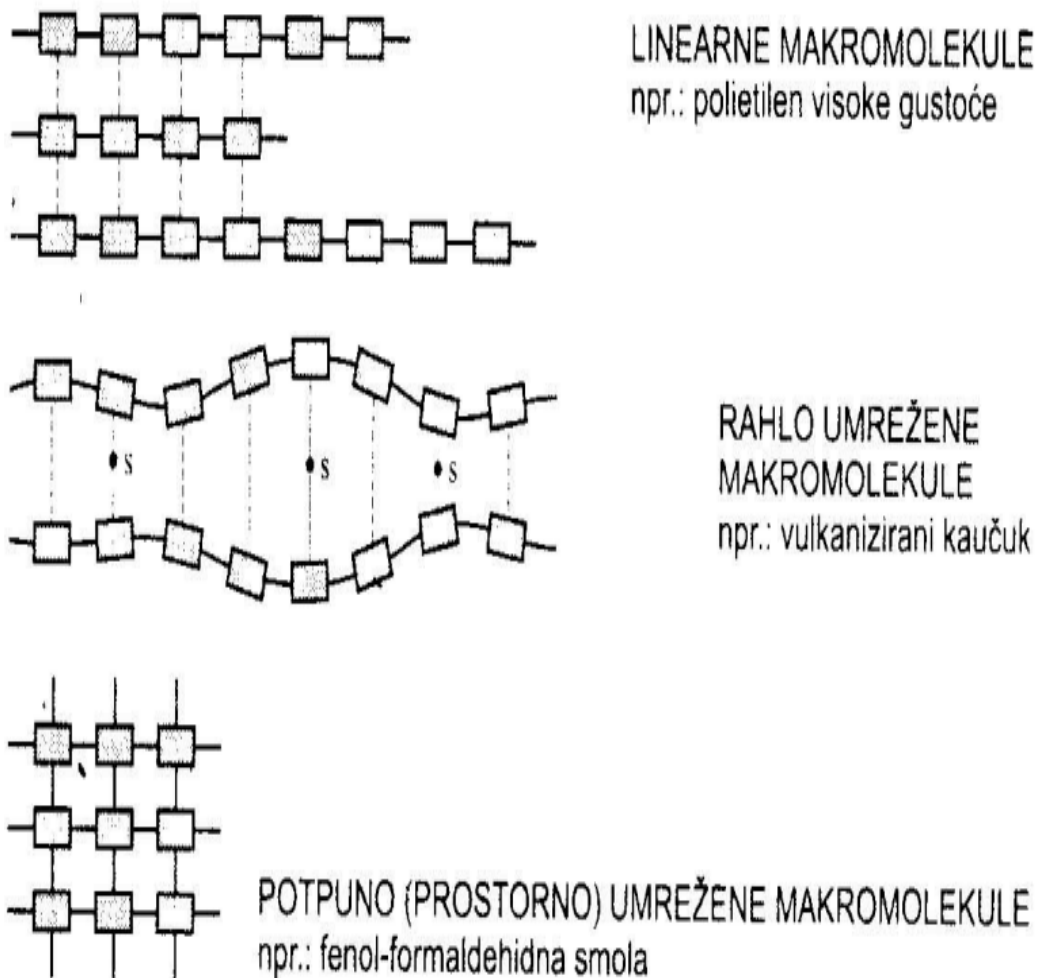 LINEARNE MAKROMOLEKULE
npr.: polietilen visoke gustoće
S
S
S
RAHLO UMREŽENE
MAKROMOLEKULE
npr.: vulkanizirani kaučuk
POTPUNO (PROSTORNO) UMREŽENE MAKROMOLEKULE
npr.: fenol-formaldehidna smola